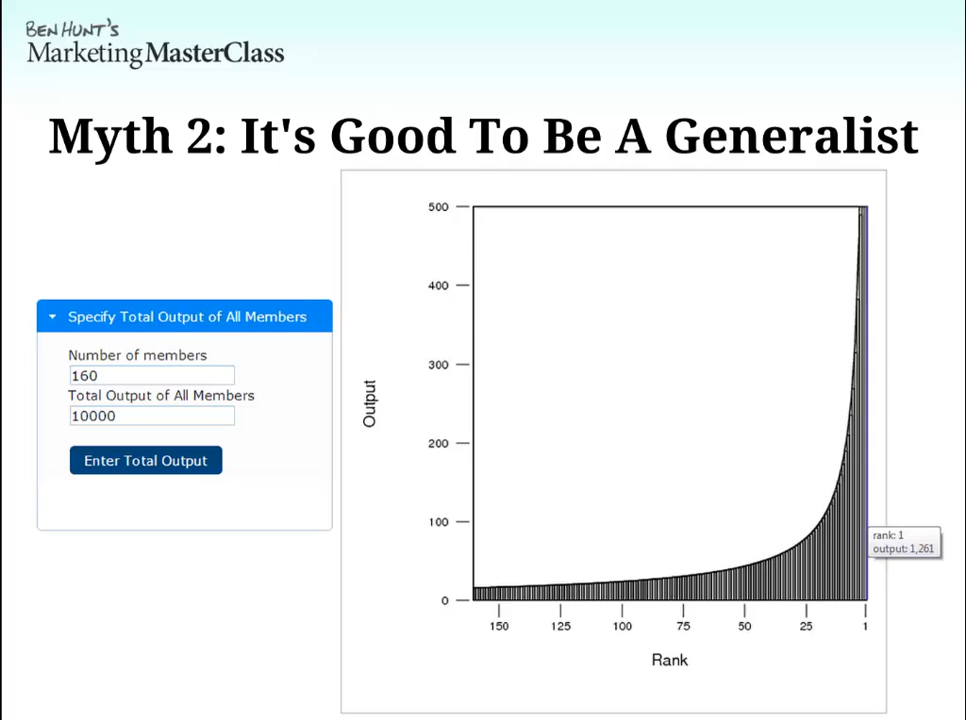 BEN HUNT'S
MarketingMasterClass
Myth 2: It's Good To Be A Generalist
Specify Total Output of All Members
Number of members
160
Total Output of All Members
10000
Enter Total Output
500
400
300
200
100
0
Output
150 125 100 75 50 25 1
Rank
rank: 1
output: 1,261